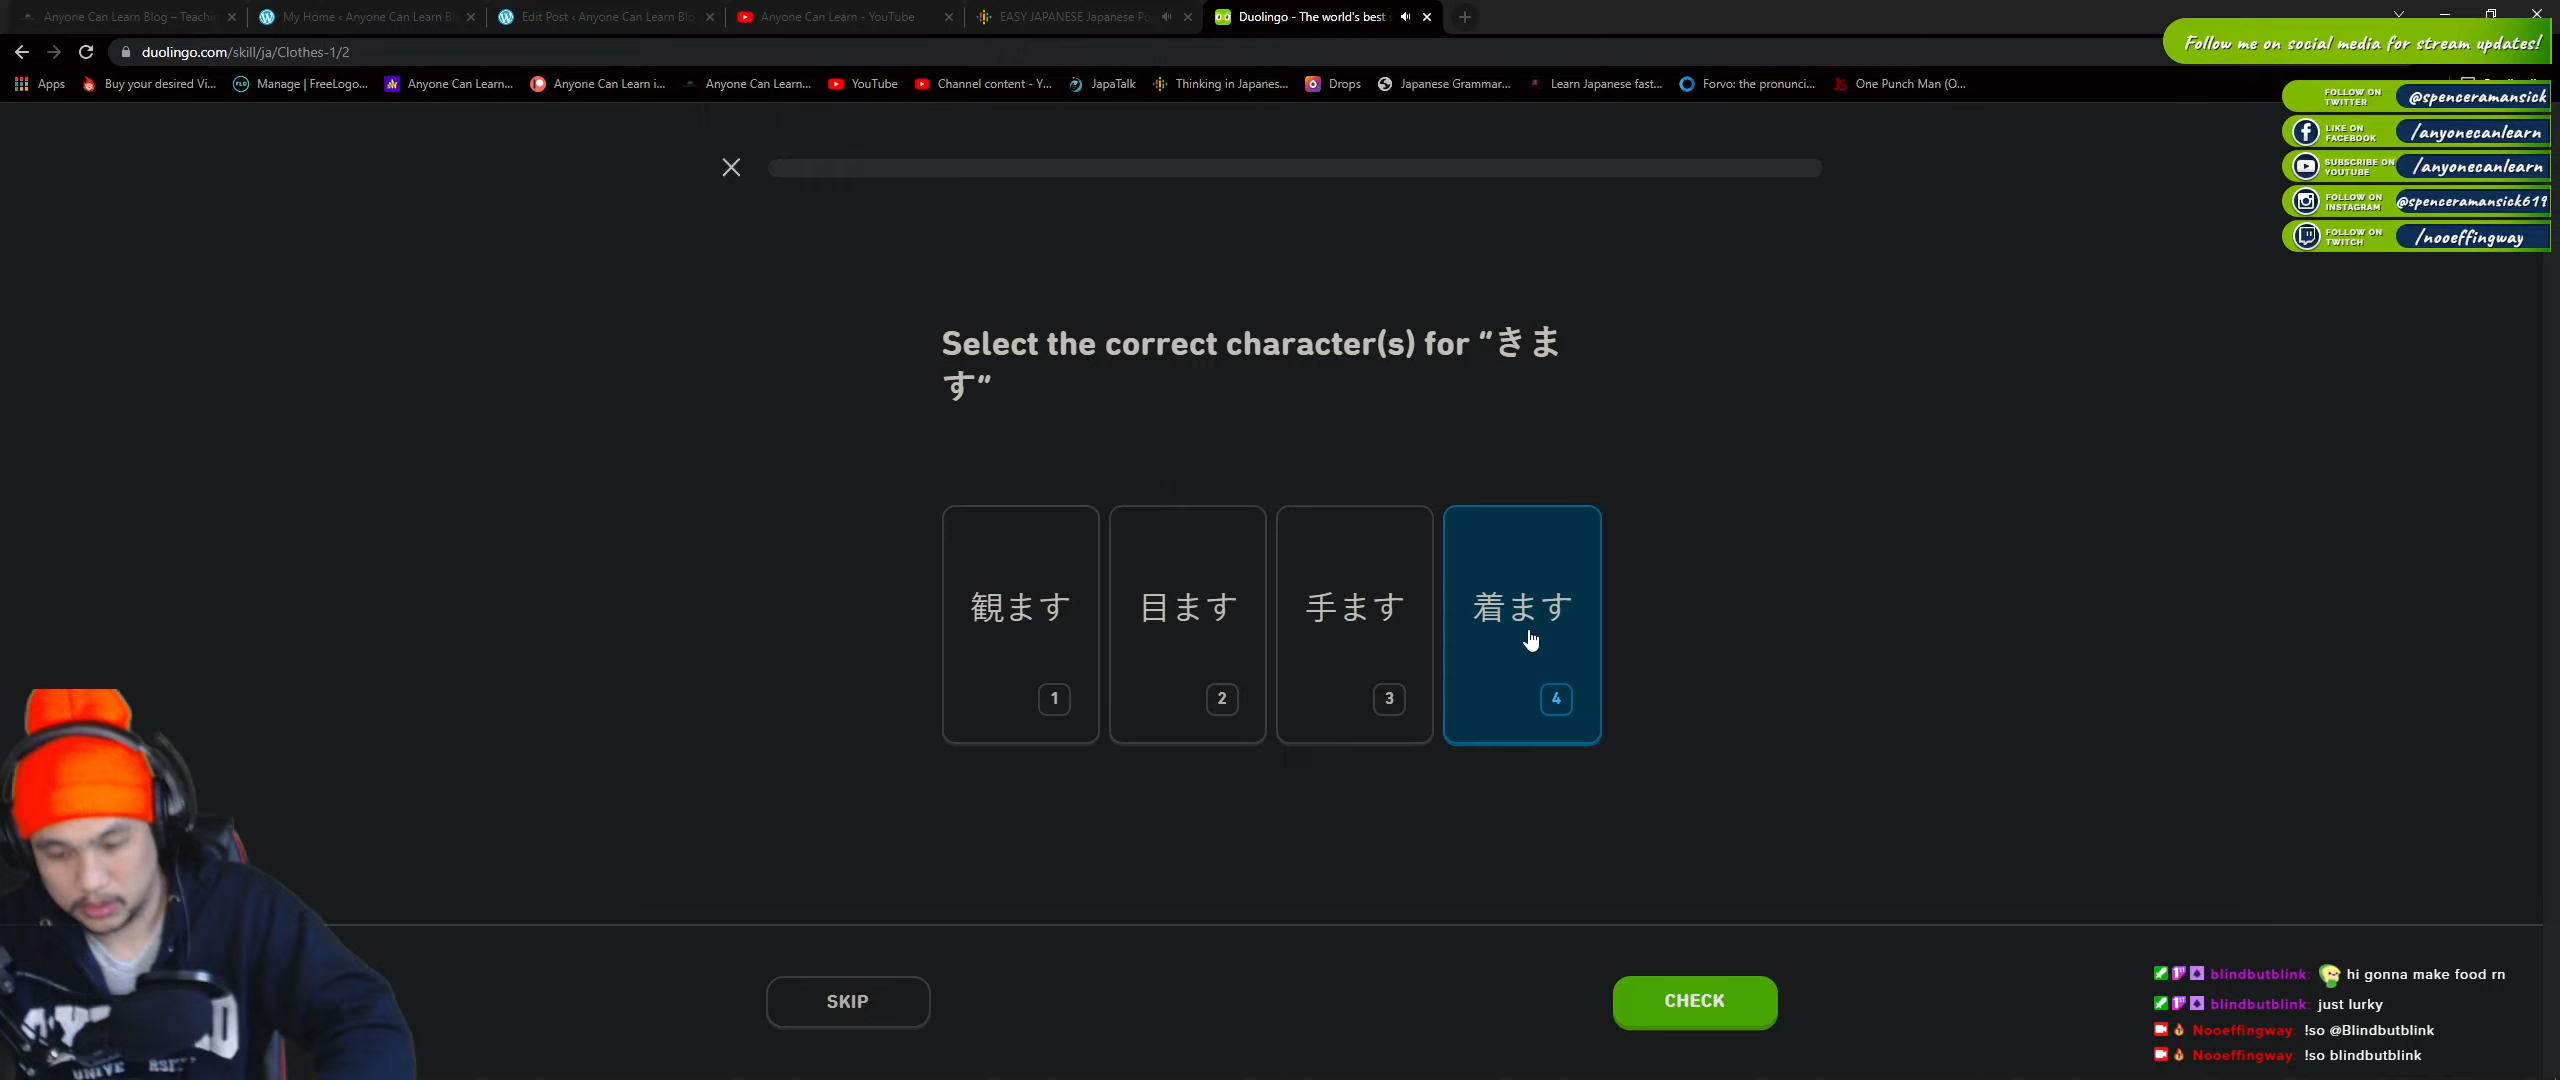 Anyone Can Learn Blog – Teachi
My Home ‹ Anyone Can Learn Bl
Edit Post ‹ Anyone Can Learn Blo
Anyone Can Learn - YouTube
EASY JAPANESE Japanese Po
Duolingo - The world's best
duolingo.com/skill/ja/Clothes-1/2
Apps
Buy your desired Vi...
Manage | FreeLogo...
Anyone Can Learn...
Anyone Can Learn i...
Anyone Can Learn...
YouTube
Channel content - Y...
JapaTalk
Thinking in Japanes...
Drops
Japanese Grammar...
Learn Japanese fast...
Forvo: the pronunci...
One Punch Man (O...
Follow me on social media for stream updates!
FOLLOW ON TWITTER
@spenceramansick
LIKE ON FACEBOOK
/anyonecanlearn
SUBSCRIBE ON YOUTUBE
/anyonecanlearn
FOLLOW ON INSTAGRAM
@spenceramansick619
FOLLOW ON TWITCH
/nooeffingway
Select the correct character(s) for "きま
す"
観ます
1
目ます
2
手ます
3
着ます
4
SKIP
CHECK
blindbutblink: hi gonna make food rn
blindbutblink: just lurky
Nooeffingway: !so @Blindbutblink
Nooeffingway: !so blindbutblink